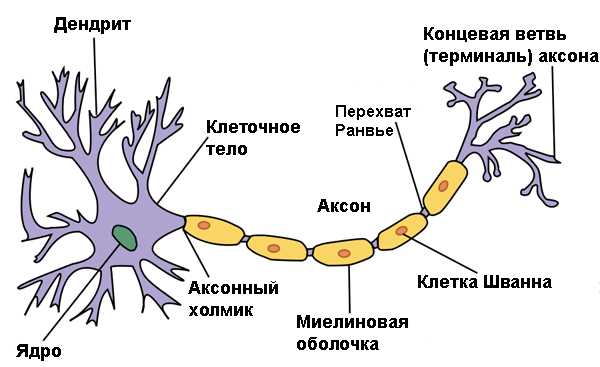 Дендрит
Концевая ветвь
(терминаль) аксона
Клеточное
тело
Перехват
Ранвье
Аксон
Аксонный
холмик
Клетка Шванна
Миелиновая
оболочка
Ядро